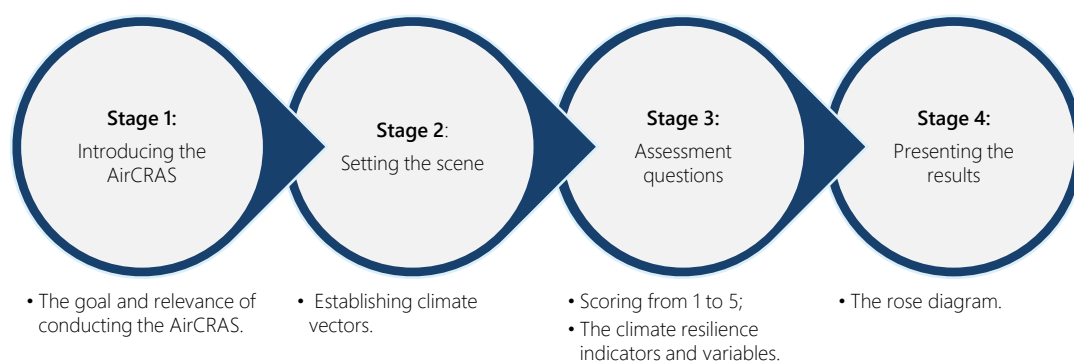 Stage 1:
Introducing the
AirCRAS
Stage 2:
Setting the scene
Stage 3:
Assessment
questions
Stage 4:
Presenting the
results
• The goal and relevance of
conducting the AirCRAS.
• Establishing climate
vectors.
• Scoring from 1 to 5;
• The climate resilience
indicators and variables.
• The rose diagram.